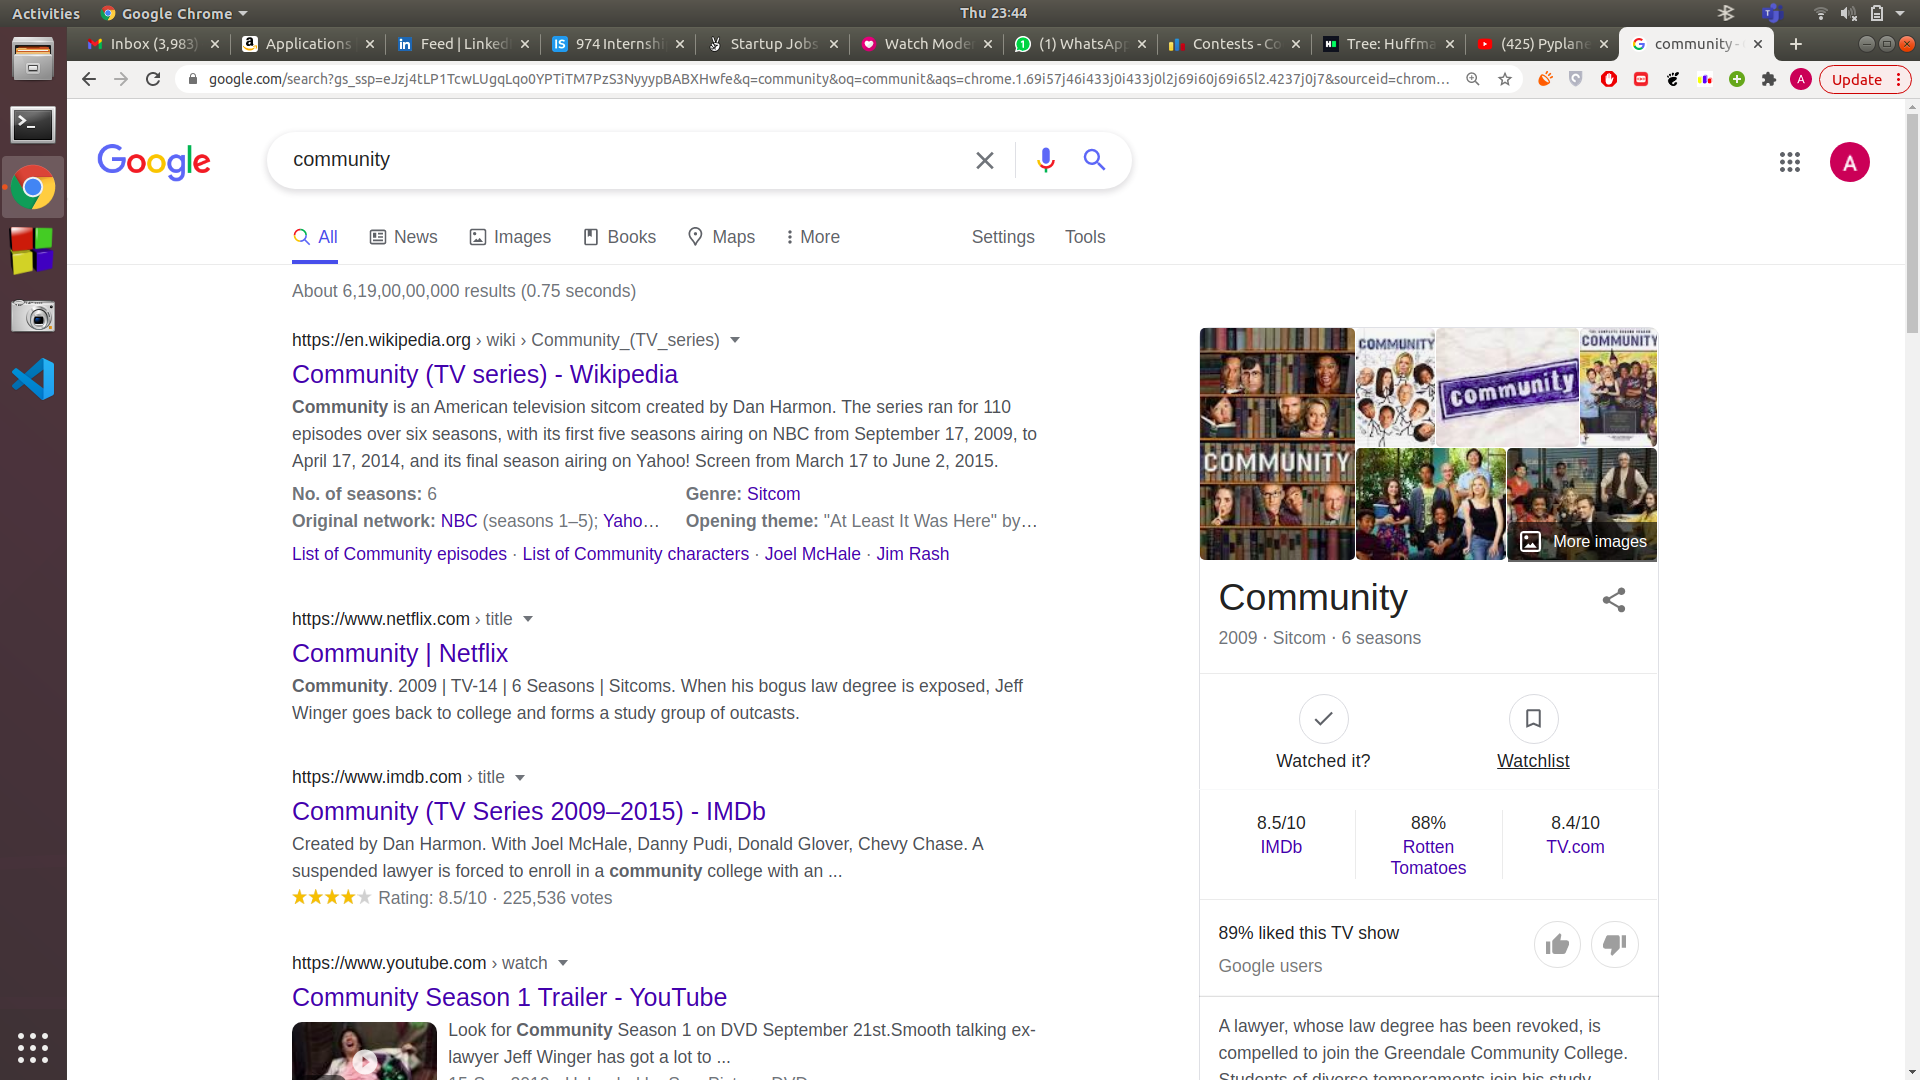 Activities
Google Chrome
Thu 23:44
Inbox (3,983)
Applications
Feed | Linked
974 Internshi
Startup Jobs
Watch Moder
(1) WhatsApp
Contests - Co
Tree: Huffma
(425) Pyplane
community -
google.com/search?gs_ssp=eJzj4tLP1TcwLUgqLqo0YPTiTM7PzS3NyyypBABXHwfe&q=community&oq=communit&aqs=chrome.1.69i57j46i433j0i433j0l2j69i60j69i65l2.4237j0j7&sourceid=chrom...
Update
Google
community
A
All
News
Images
Books
Maps
More
Settings
Tools
About 6,19,00,00,000 results (0.75 seconds)
https://en.wikipedia.org › wiki › Community_(TV_series)
Community (TV series) - Wikipedia
Community is an American television sitcom created by Dan Harmon. The series ran for 110
episodes over six seasons, with its first five seasons airing on NBC from September 17, 2009, to
April 17, 2014, and its final season airing on Yahoo! Screen from March 17 to June 2, 2015.
No. of seasons: 6
Genre: Sitcom
Original network: NBC (seasons 1–5); Yaho...
Opening theme: "At Least It Was Here" by...
List of Community episodes · List of Community characters · Joel McHale · Jim Rash
https://www.netflix.com › title
Community | Netflix
Community. 2009 | TV-14 | 6 Seasons | Sitcoms. When his bogus law degree is exposed, Jeff
Winger goes back to college and forms a study group of outcasts.
https://www.imdb.com › title
Community (TV Series 2009–2015) - IMDb
Created by Dan Harmon. With Joel McHale, Danny Pudi, Donald Glover, Chevy Chase. A
suspended lawyer is forced to enroll in a community college with an ...
Rating: 8.5/10 · 225,536 votes
https://www.youtube.com › watch
Community Season 1 Trailer - YouTube
Look for Community Season 1 on DVD September 21st.Smooth talking ex-
lawyer Jeff Winger has got a lot to ...
COMMUNITY
COMMUNITY
community
COMMUNITY
More images
Community
2009 · Sitcom · 6 seasons
Watched it?
Watchlist
8.5/10
IMDb
88%
Rotten
Tomatoes
8.4/10
TV.com
89% liked this TV show
Google users
A lawyer, whose law degree has been revoked, is
compelled to join the Greendale Community College.
Students of diverse temperaments join his study